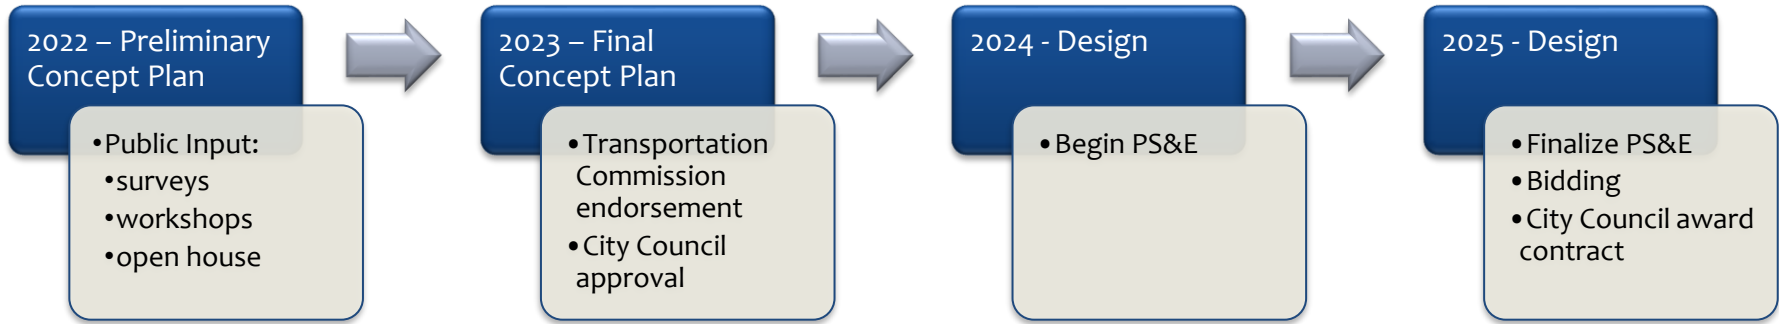 2022 – Preliminary
Concept Plan
•Public Input:
•surveys
•workshops
•open house
2023 – Final
Concept Plan
•Transportation
Commission
endorsement
•City Council
approval
2024 - Design
•Begin PS&E
2025 - Design
•Finalize PS&E
•Bidding
•City Council award
contract